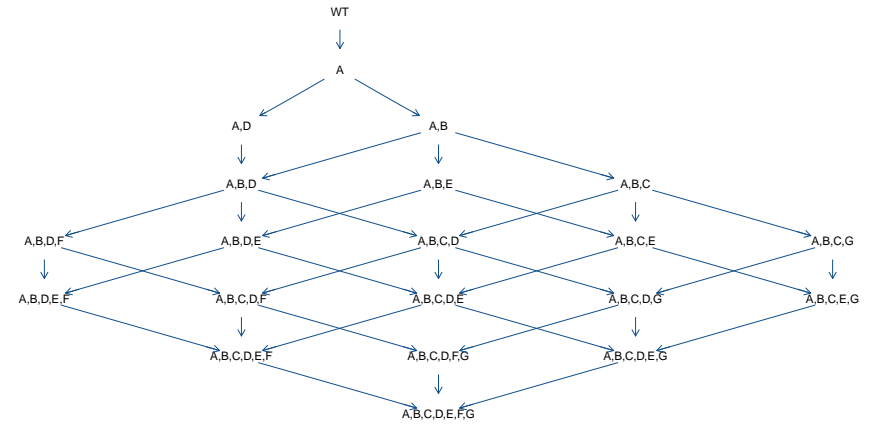 WT
A
A,D A,B
A,B,D A,B,E A,B,C
A,B,D,F A,B,D,E A,B,C,D A,B,C,E A,B,C,G
A,B,D,E,F A,B,C,D,F A,B,C,D,E A,B,C,D,G A,B,C,E,G
A,B,C,D,E,F A,B,C,D,F,G A,B,C,D,E,G
A,B,C,D,E,F,G